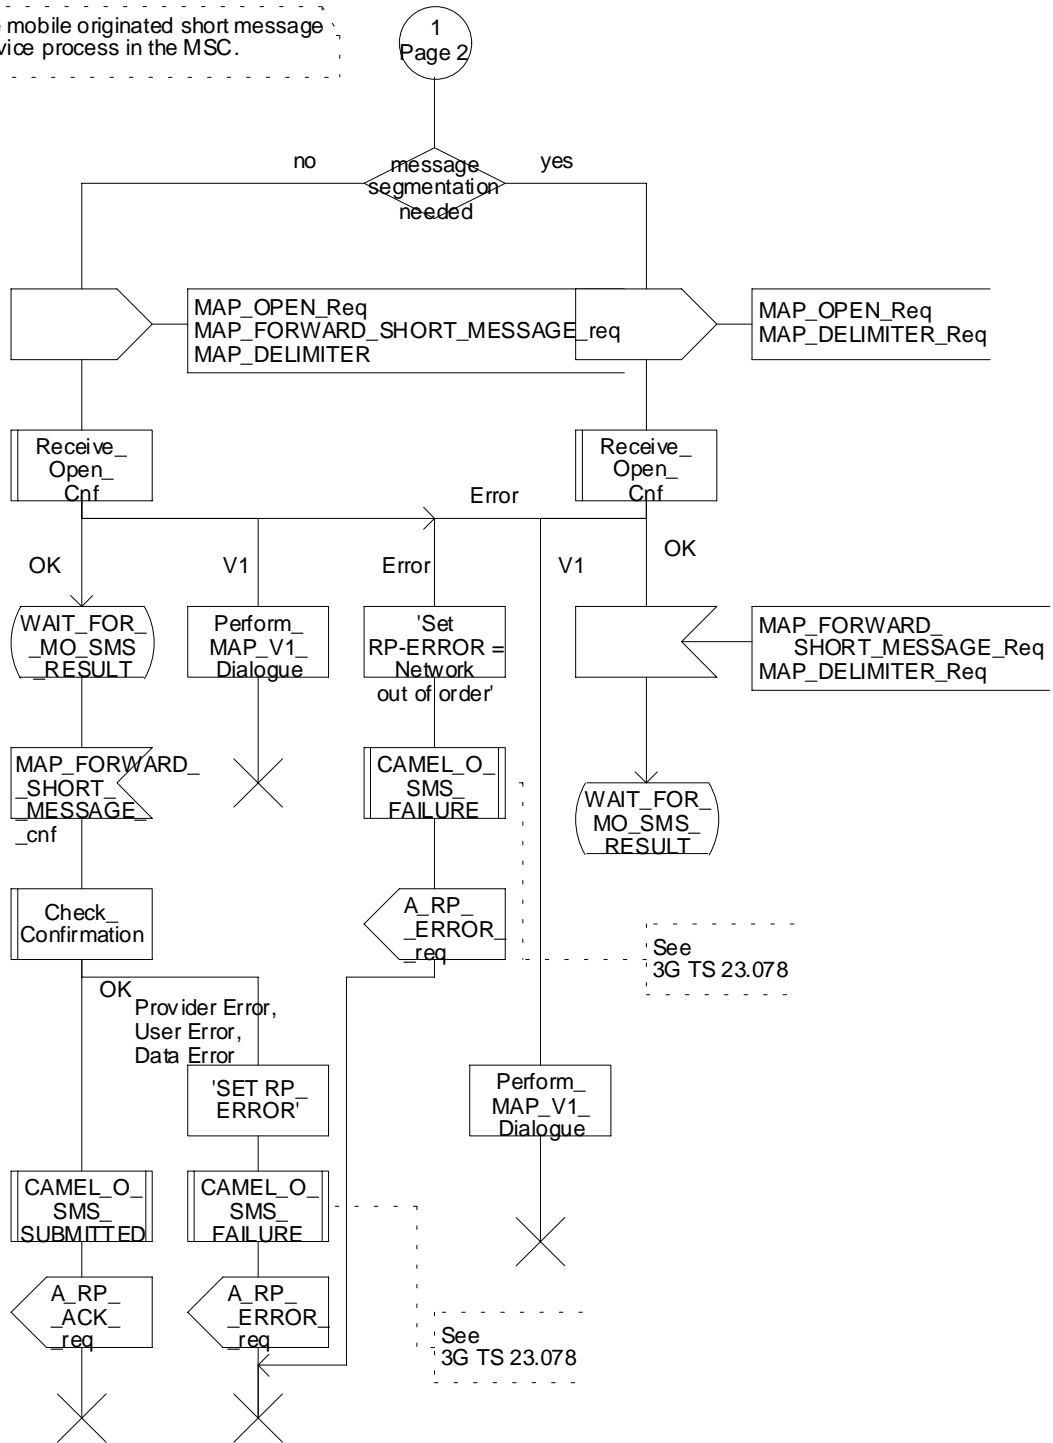 e mobile originated short message
vice process in the MSC.
1
Page 2
no
message
segmentation
needed
yes
MAP_OPEN_Req
MAP_FORWARD_SHORT_MESSAGE_req
MAP_DELIMITER
MAP_OPEN_Req
MAP_DELIMITER_Req
Receive_
Open_
Cnf
Receive_
Open_
Cnf
Error
OK
V1
Error
V1
OK
WAIT_FOR_
_MO_SMS
_RESULT
Perform_
MAP_V1_
Dialogue
'Set
RP-ERROR =
Network
out of order'
MAP_FORWARD_
SHORT_MESSAGE_Req
MAP_DELIMITER_Req
MAP_FORWARD_
_SHORT_
_MESSAGE_
_cnf
CAMEL_O_
SMS_
FAILURE
WAIT_FOR_
MO_SMS_
RESULT
Check_
Confirmation
A_RP_
_ERROR_
_req
See
3G TS 23.078
OK
Provider Error,
User Error,
Data Error
'SET RP_
ERROR'
Perform_
MAP_V1_
Dialogue
CAMEL_O_
SMS_
SUBMITTED
CAMEL_O_
SMS_
FAILURE
A_RP_
_ACK_
_req
A_RP_
_ERROR_
_req
See
3G TS 23.078